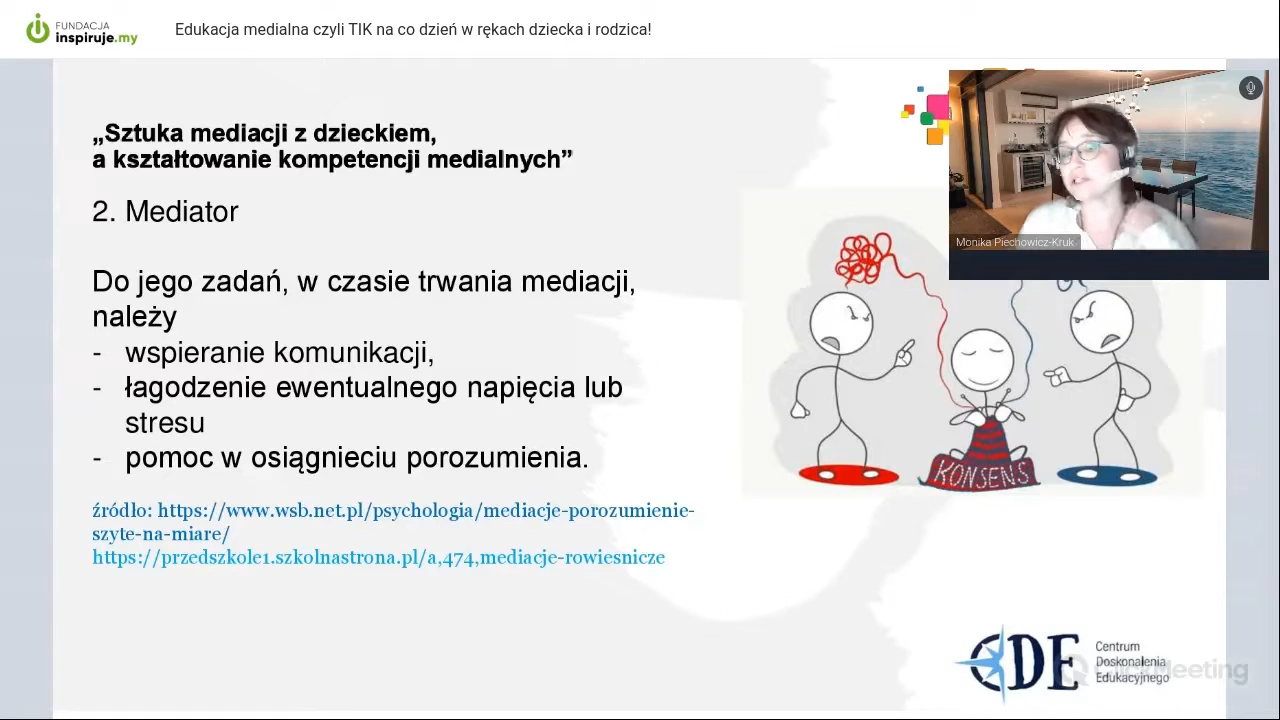 FUNDACJA
inspiruje.my
Edukacja medialna czyli TIK na co dzień w rękach dziecka i rodzica!
„Sztuka mediacji z dzieckiem,
a kształtowanie kompetencji medialnych”
2. Mediator
Do jego zadań, w czasie trwania mediacji,
należy
- wspieranie komunikacji,
- łagodzenie ewentualnego napięcia lub
stresu
- pomoc w osiągnieciu porozumienia.
źródło: https://www.wsb.net.pl/psychologia/mediacje-porozumienie-
szyte-na-miare/
https://przedszkole1.szkolnastrona.pl/a,474,mediacje-rowiesnicze
Monika Piechowicz-Kruk
KONSENS
CDE
Centrum
Doskonalenia
Edukacyjnego
ClickMeeting